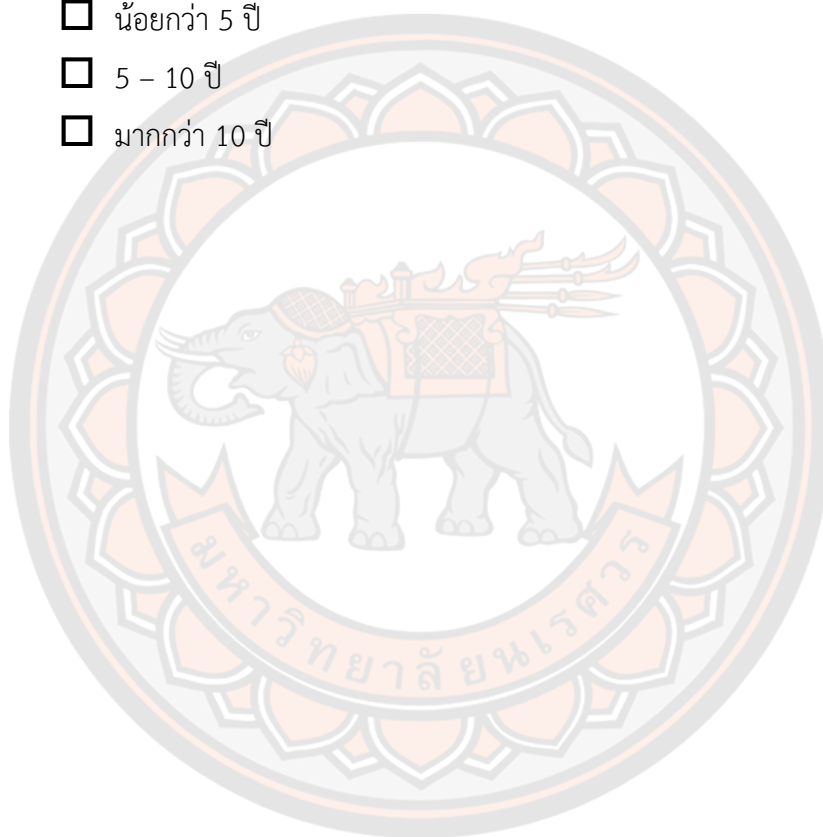 ☐ น้อยกว่า 5 ปี
☐ 5 – 10 ปี
☐ มากกว่า 10 ปี
มหาวิทยาลัยนเรศวร